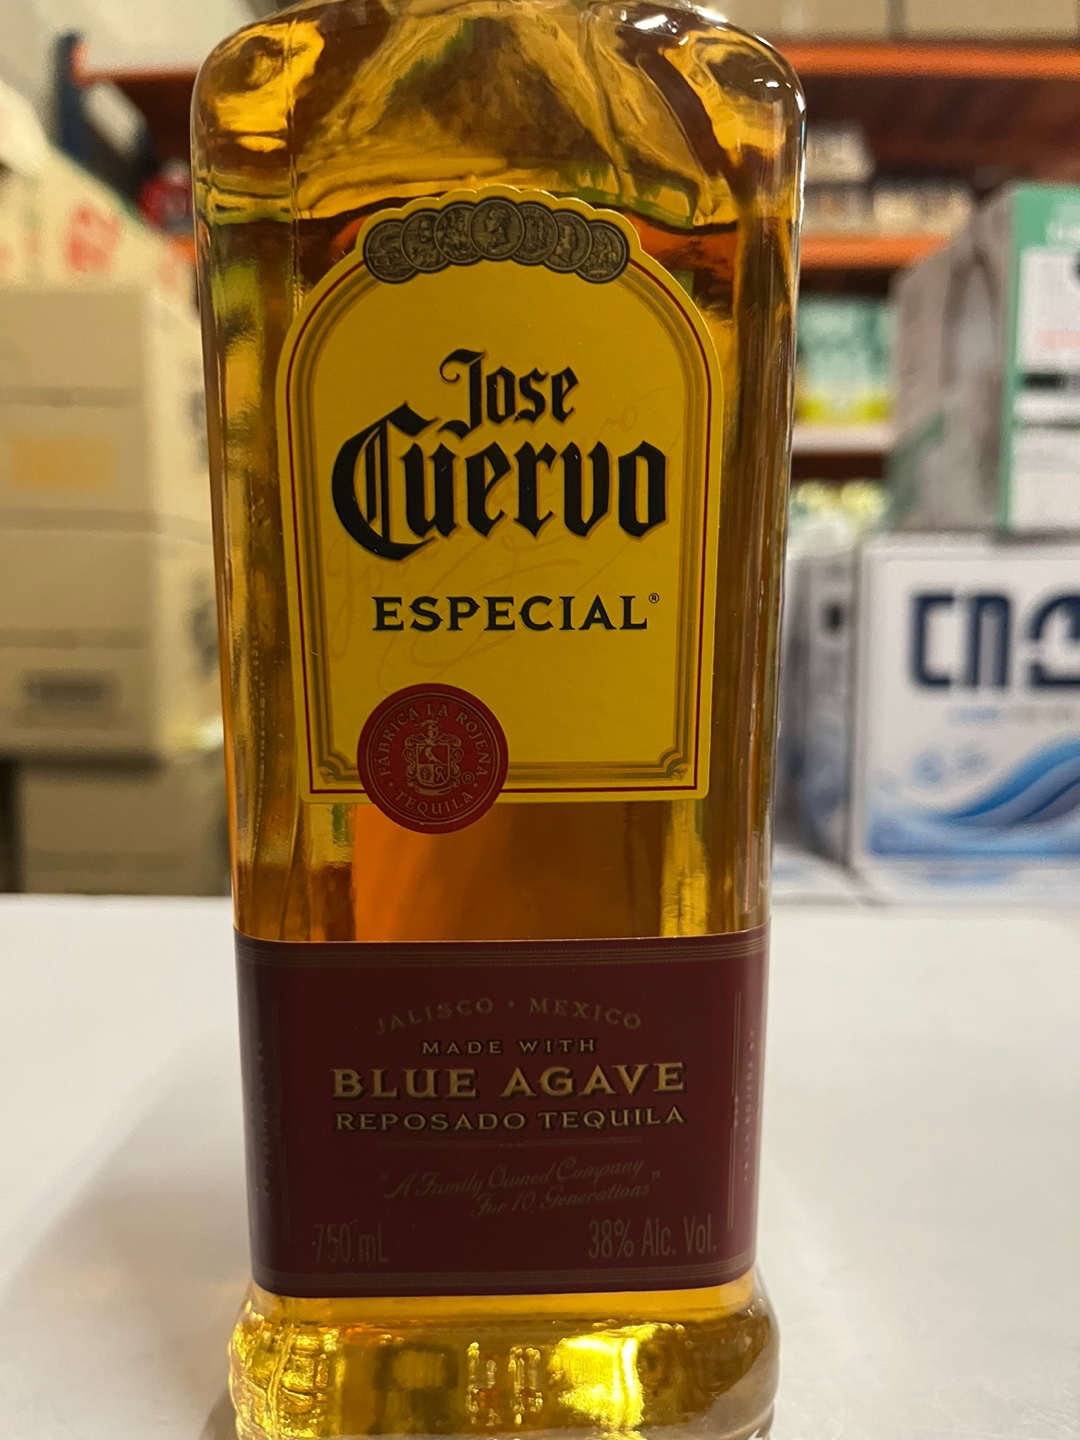 Jose
Cuervo
ESPECIAL®
FÁBRICA LA ROJEÑA
TEQUILA ®
JALISCO · MEXICO
MADE WITH
BLUE AGAVE
REPOSADO TEQUILA
"A Family Owned Company
For 10 Generations"
750 mL
38% Alc. Vol.